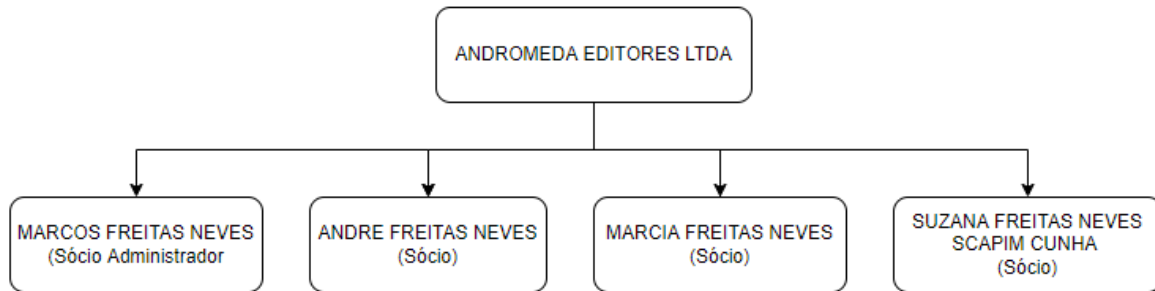 ANDROMEDA EDITORES LTDA
MARCOS FREITAS NEVES
(Sócio Administrador
ANDRE FREITAS NEVES
(Sócio)
MARCIA FREITAS NEVES
(Sócio)
SUZANA FREITAS NEVES
SCAPIM CUNHA
(Sócio)